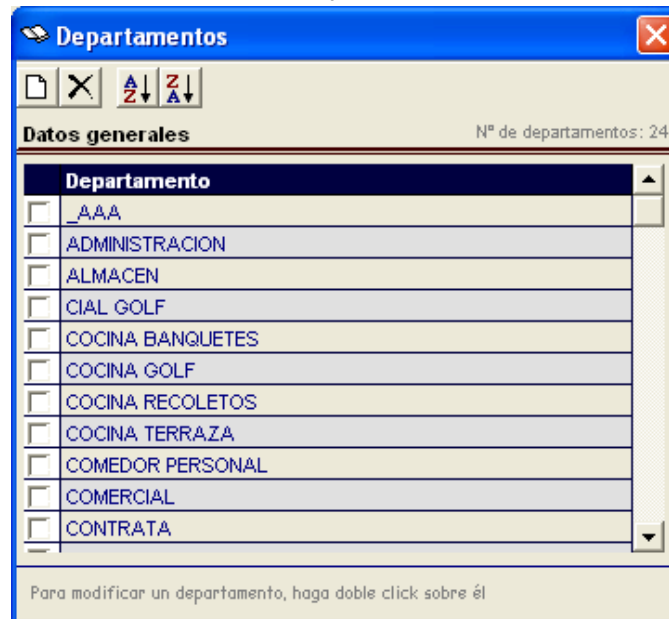 Departamentos
A Z Z A
Datos generales Nº de departamentos: 24
Departamento
_AAA
ADMINISTRACION
ALMACEN
CIAL GOLF
COCINA BANQUETES
COCINA GOLF
COCINA RECOLETOS
COCINA TERRAZA
COMEDOR PERSONAL
COMERCIAL
CONTRATA
Para modificar un departamento, haga doble click sobre él